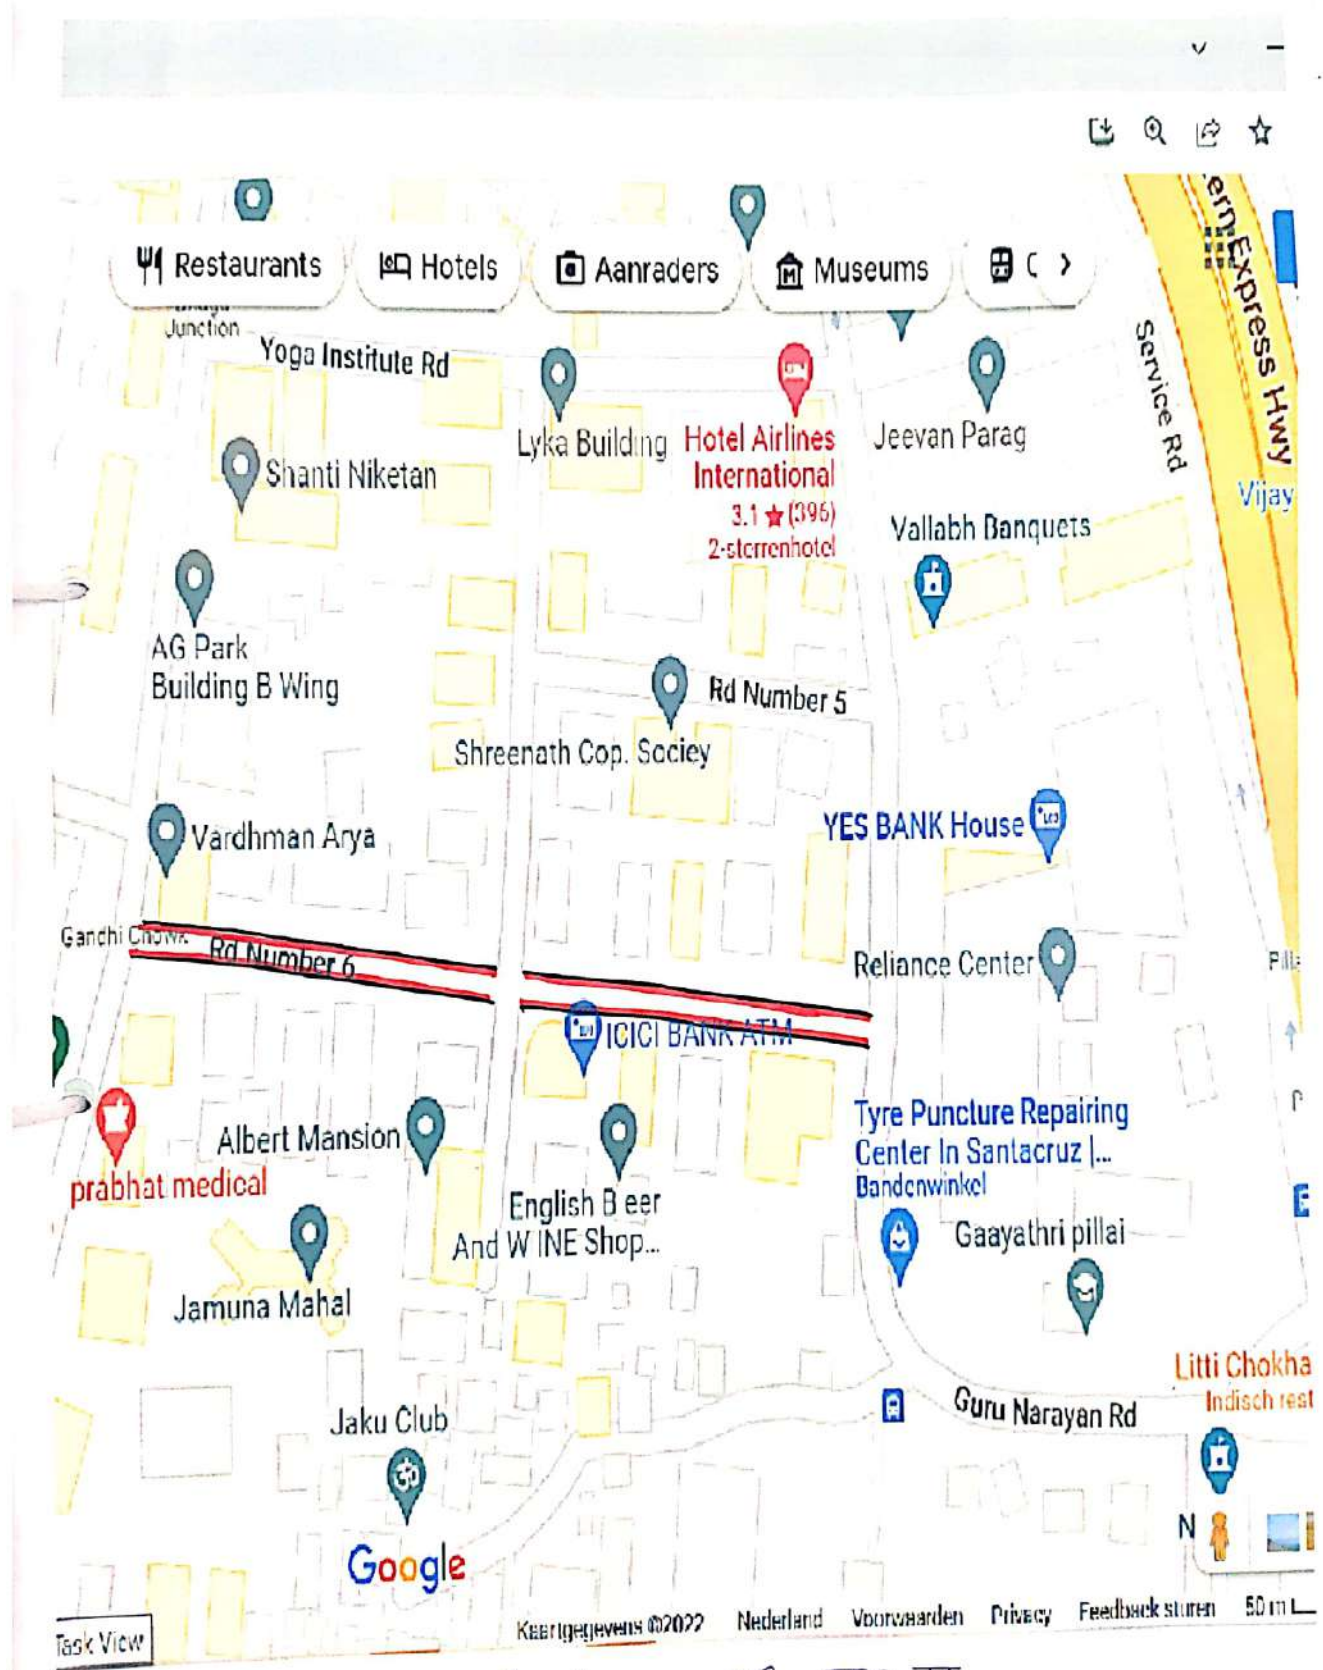 Restaurants
Hotels
Aanraders
Museums
Junction
Yoga Institute Rd
ern Express Hwy
Service Rd
Lyka Building
Hotel Airlines
International
3.1 ★ (396)
2-sterrenhotel
Jeevan Parag
Shanti Niketan
Vijay
Vallabh Banquets
AG Park
Building B Wing
Rd Number 5
Shreenath Cop. Sociey
YES BANK House
Vardhman Arya
Gandhi Chowk
Rd Number 6
Reliance Center
ICICI BANK ATM
Tyre Puncture Repairing
Center In Santacruz |...
Bandenwinkel
Albert Mansion
prabhat medical
English B eer
And W INE Shop...
Gaayathri pillai
Jamuna Mahal
Litti Chokha
Indisch rest
Guru Narayan Rd
Jaku Club
N
Google
Kaartgegevens ©2022 Nederland Voorwaarden Privacy Feedback sturen 50 m
Task View